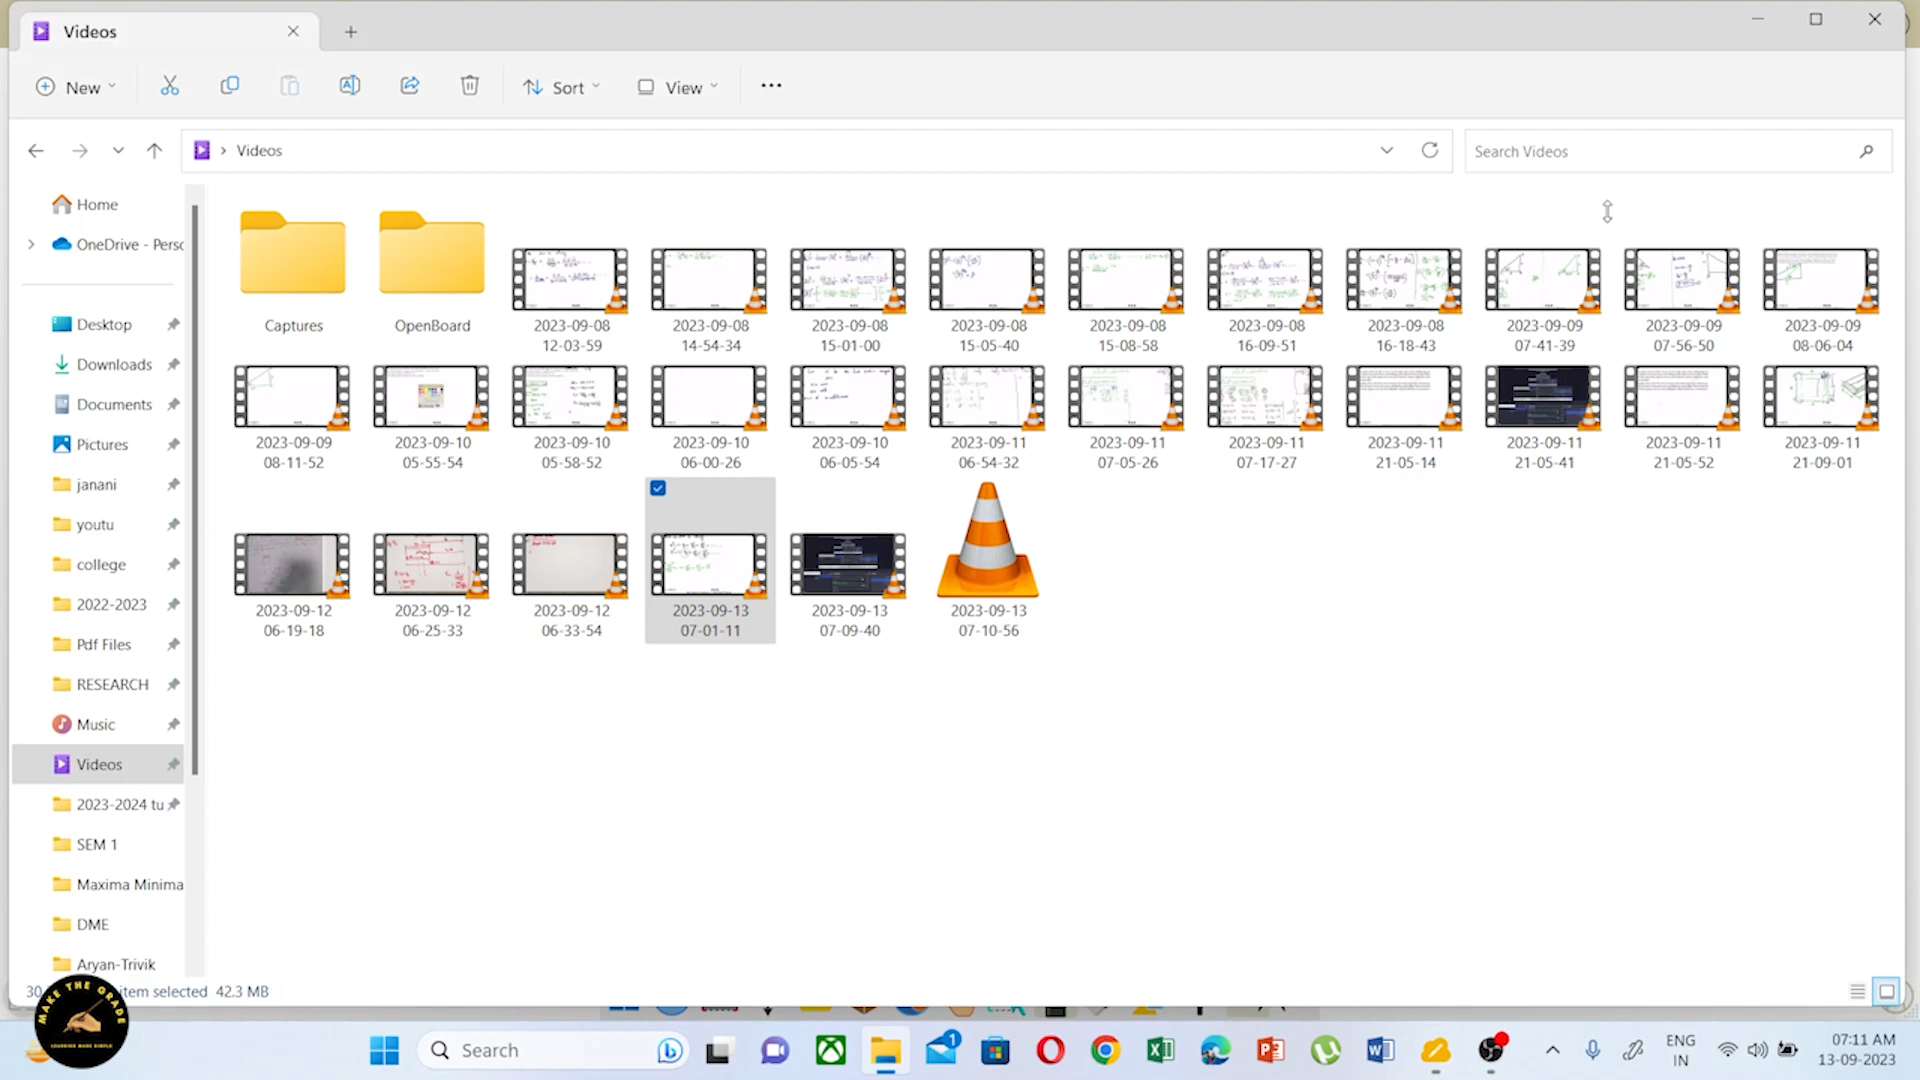 Videos
New
Sort
View
Videos
Search Videos
Home
OneDrive - Perso
Desktop
Downloads
Documents
Pictures
janani
youtu
college
2022-2023
Pdf Files
RESEARCH
Music
Videos
2023-2024 tu
SEM 1
Maxima Minima
DME
Aryan-Trivik
Captures
OpenBoard
2023-09-08 12-03-59
2023-09-08 14-54-34
2023-09-08 15-01-00
2023-09-08 15-05-40
2023-09-08 15-08-58
2023-09-08 16-09-51
2023-09-08 16-18-43
2023-09-09 07-41-39
2023-09-09 07-56-50
2023-09-09 08-06-04
2023-09-09 08-11-52
2023-09-10 05-55-54
2023-09-10 05-58-52
2023-09-10 06-00-26
2023-09-10 06-05-54
2023-09-11 06-54-32
2023-09-11 07-05-26
2023-09-11 07-17-27
2023-09-11 21-05-14
2023-09-11 21-05-41
2023-09-11 21-05-52
2023-09-11 21-09-01
2023-09-12 06-19-18
2023-09-12 06-25-33
2023-09-12 06-33-54
2023-09-13 07-01-11
2023-09-13 07-09-40
2023-09-13 07-10-56
30
item selected 42.3 MB
MAKE THE GRADE
LEARNING MADE SIMPLE
Search
1
ENG
IN
07:11 AM
13-09-2023